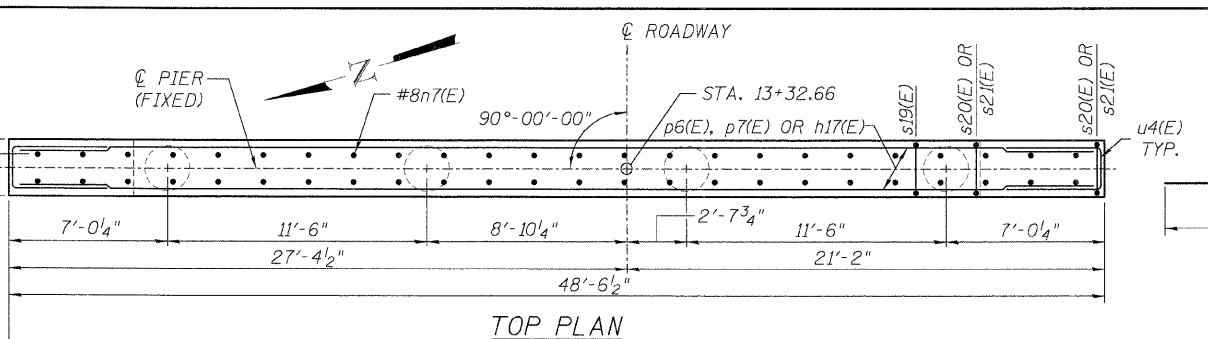 ℄ ROADWAY
℄ PIER
(FIXED)
N
#8n7(E)
90°-00'-00"
STA. 13+32.66
p6(E), p7(E) OR h17(E)
s19(E)
s20(E) OR
s21(E)
s20(E) OR
s21(E)
u4(E)
TYP.
7'-0¼"
11'-6"
8'-10¼"
2'-7¾"
11'-6"
7'-0¼"
27'-4½"
21'-2"
48'-6½"
TOP PLAN